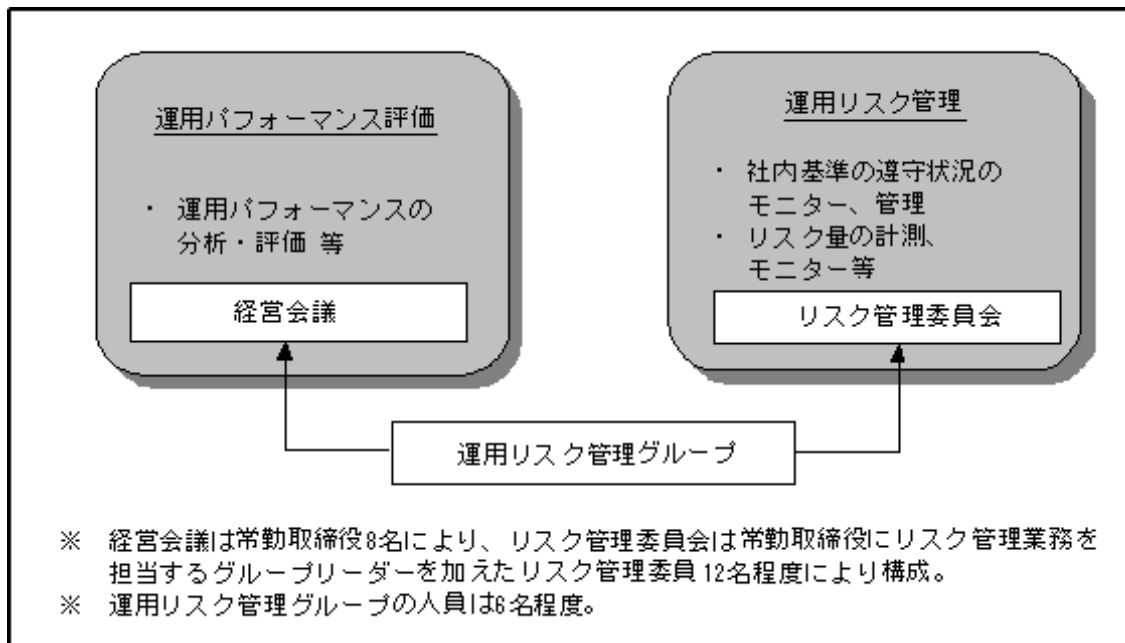 運用パフォーマンス評価
・ 運用パフォーマンスの
分析・評価 等
経営会議
運用リスク管理
・ 社内基準の遵守状況の
モニター、管理
・ リスク量の計測、
モニター等
リスク管理委員会
運用リスク管理グループ
※ 経営会議は常勤取締役8名により、リスク管理委員会は常勤取締役にリスク管理業務を
担当するグループリーダーを加えたリスク管理委員12名程度により構成。
※ 運用リスク管理グループの人員は6名程度。